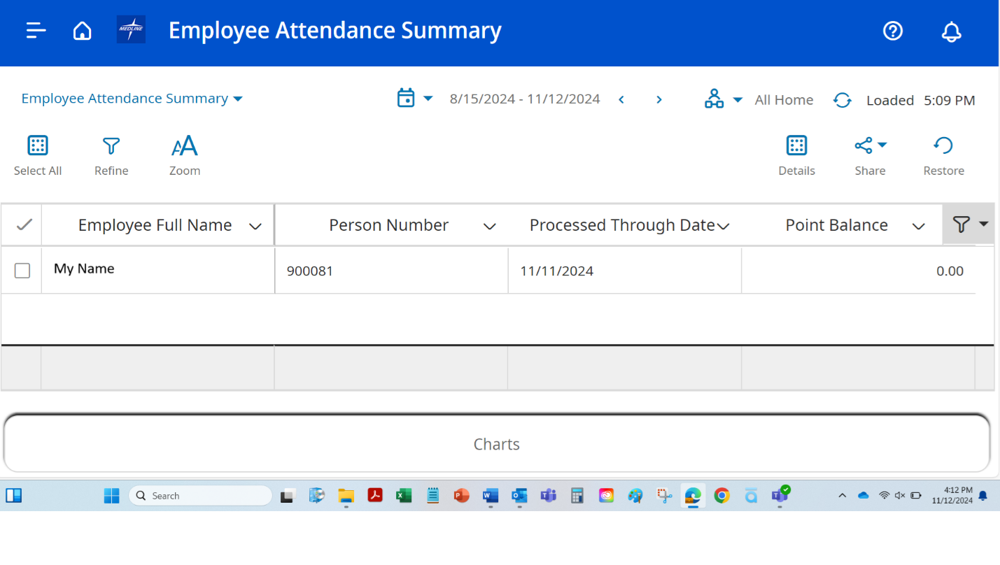 MEDLINE
Employee Attendance Summary
Employee Attendance Summary
8/15/2024 - 11/12/2024
All Home
Loaded 5:09 PM
Select All
Refine
Zoom
Details
Share
Restore
Employee Full Name
Person Number
Processed Through Date
Point Balance
My Name
900081
11/11/2024
0.00
Charts
Search
4:12 PM
11/12/2024